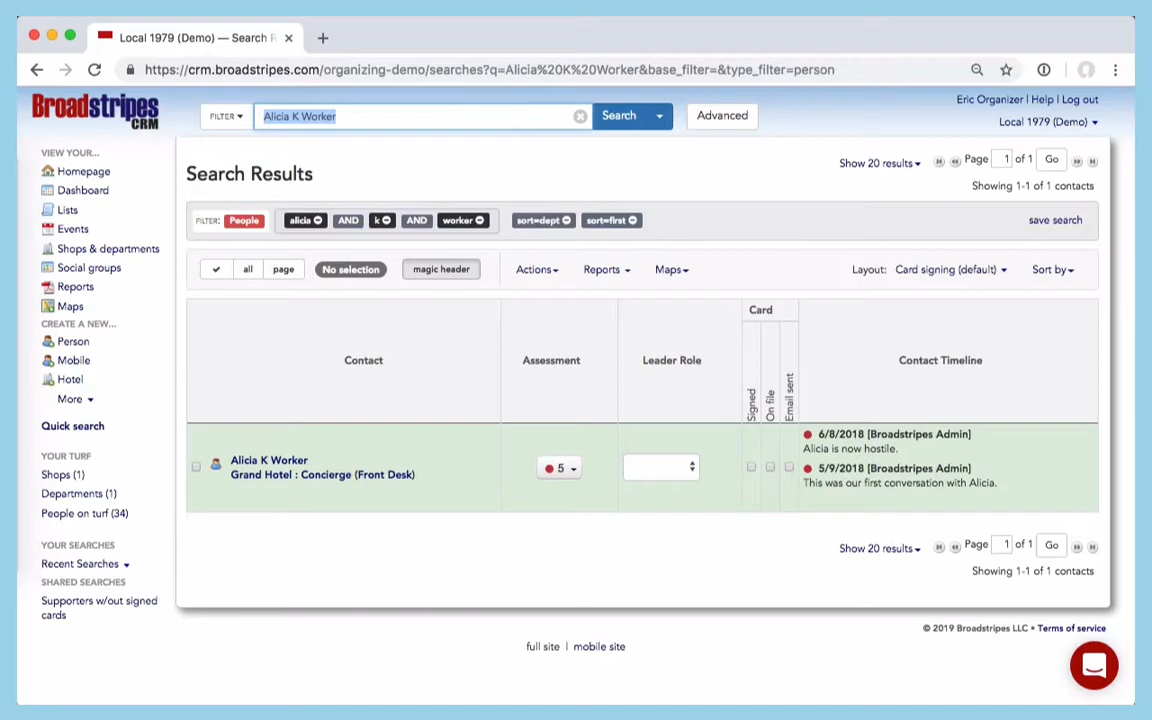 Local 1979 (Demo) — Search R
https://crm.broadstripes.com/organizing-demo/searches?q=Alicia%20K%20Worker&base_filter=&type_filter=person
Broadstripes
CRM
FILTER
Alicia K Worker
Search
Advanced
Eric Organizer | Help | Log out
Local 1979 (Demo)
VIEW YOUR...
Homepage
Dashboard
Lists
Events
Shops & departments
Social groups
Reports
Maps
CREATE A NEW...
Person
Mobile
Hotel
More
Quick search
YOUR TURF
Shops (1)
Departments (1)
People on turf (34)
YOUR SEARCHES
Recent Searches
SHARED SEARCHES
Supporters w/out signed
cards
Search Results
Show 20 results
Page 1 of 1 Go
Showing 1-1 of 1 contacts
FILTER: People alicia AND k AND worker sort=dept sort=first
save search
all page No selection magic header Actions Reports Maps
Layout: Card signing (default) Sort by
Contact
Assessment
Leader Role
Card
Signed
On file
Email sent
Contact Timeline
Alicia K Worker
Grand Hotel : Concierge (Front Desk)
5
6/8/2018 [Broadstripes Admin]
Alicia is now hostile.
5/9/2018 [Broadstripes Admin]
This was our first conversation with Alicia.
Show 20 results
Page 1 of 1 Go
Showing 1-1 of 1 contacts
© 2019 Broadstripes LLC • Terms of service
full site | mobile site